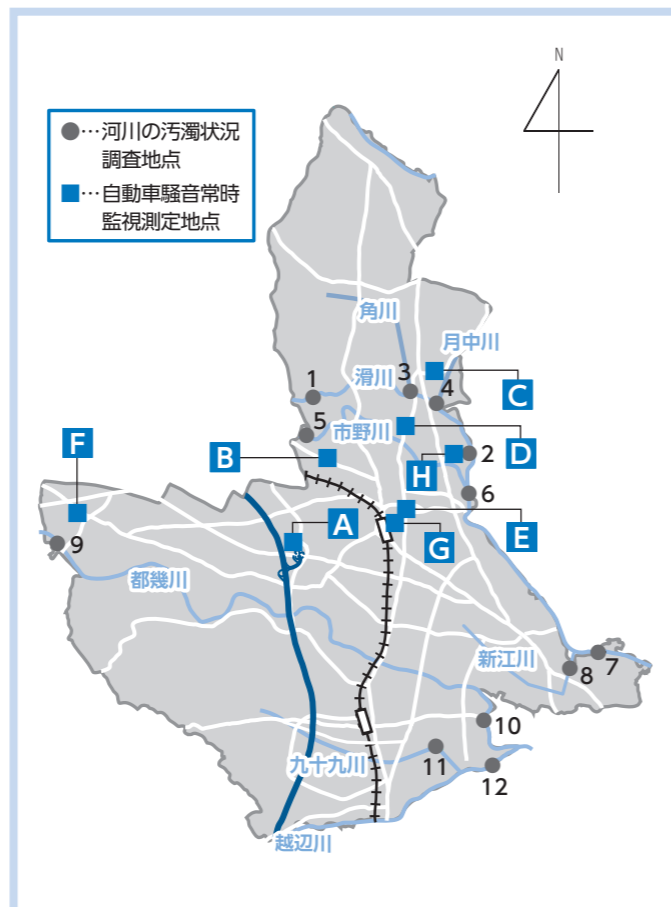 N
●…河川の汚濁状況
調査地点
■…自動車騒音常時
監視測定地点
角川
月中川
滑川
1
3
4
C
5
市野川
D
F
B
H
2
6
A
G
E
9
都幾川
新江川
8
7
10
九十九川
11
12
越辺川